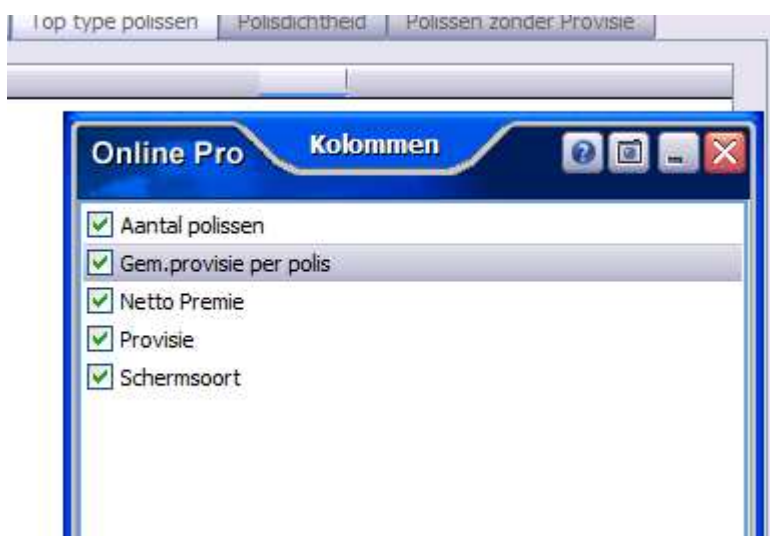 Top type polissen Polisdichtheid Polissen zonder Provisie
Online Pro Kolommen
Aantal polissen
Gem.provisie per polis
Netto Premie
Provisie
Schermsoort